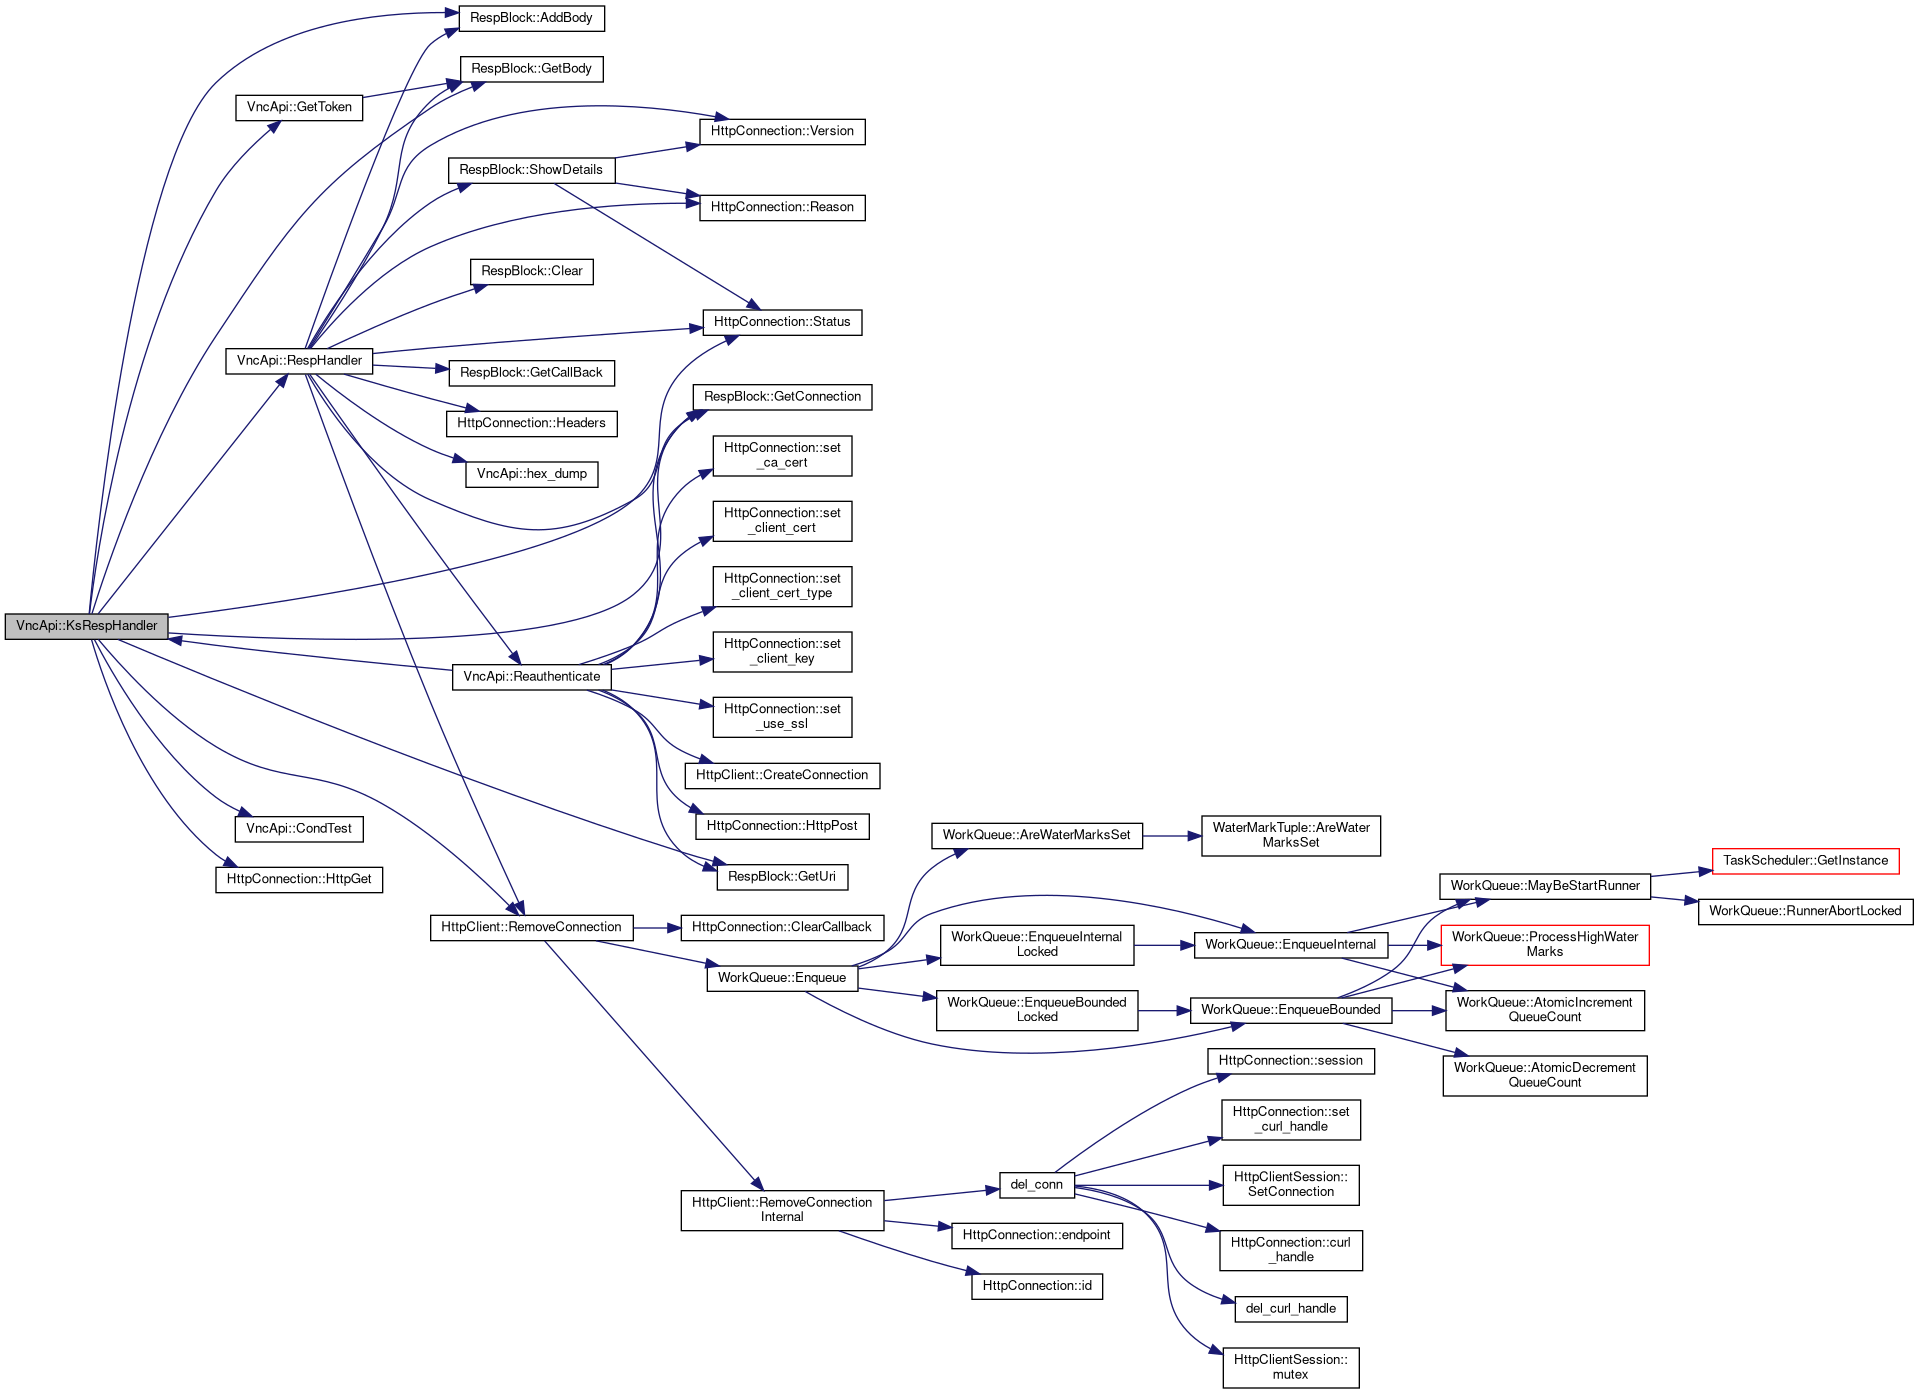 RespBlock::AddBody
RespBlock::GetBody
VncApi::GetToken
HttpConnection::Version
RespBlock::ShowDetails
HttpConnection::Reason
RespBlock::Clear
HttpConnection::Status
VncApi::RespHandler
RespBlock::GetCallBack
RespBlock::GetConnection
HttpConnection::Headers
HttpConnection::set
_ca_cert
VncApi::hex_dump
HttpConnection::set
_client_cert
HttpConnection::set
_client_cert_type
VncApi::KsRespHandler
HttpConnection::set
_client_key
VncApi::Reauthenticate
HttpConnection::set
_use_ssl
HttpClient::CreateConnection
VncApi::CondTest
HttpConnection::HttpPost
WorkQueue::AreWaterMarksSet
WaterMarkTuple::AreWater
MarksSet
TaskScheduler::GetInstance
HttpConnection::HttpGet
RespBlock::GetUri
WorkQueue::MayBeStartRunner
WorkQueue::RunnerAbortLocked
HttpClient::RemoveConnection
HttpConnection::ClearCallback
WorkQueue::EnqueueInternal
Locked
WorkQueue::EnqueueInternal
WorkQueue::ProcessHighWater
Marks
WorkQueue::Enqueue
WorkQueue::EnqueueBounded
Locked
WorkQueue::EnqueueBounded
WorkQueue::AtomicIncrement
QueueCount
HttpConnection::session
WorkQueue::AtomicDecrement
QueueCount
HttpConnection::set
_curl_handle
del_conn
HttpClientSession::
SetConnection
HttpClient::RemoveConnection
Internal
HttpConnection::endpoint
HttpConnection::curl
_handle
HttpConnection::id
del_curl_handle
HttpClientSession::
mutex